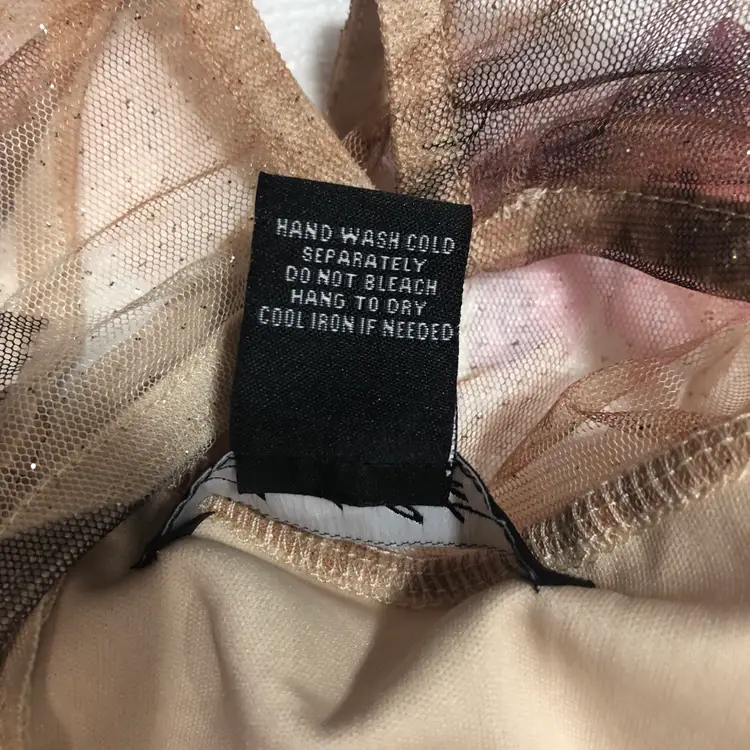 HAND WASH COLD
SEPARATELY
DO NOT BLEACH
HANG TO DRY
COOL IRON IF NEEDED